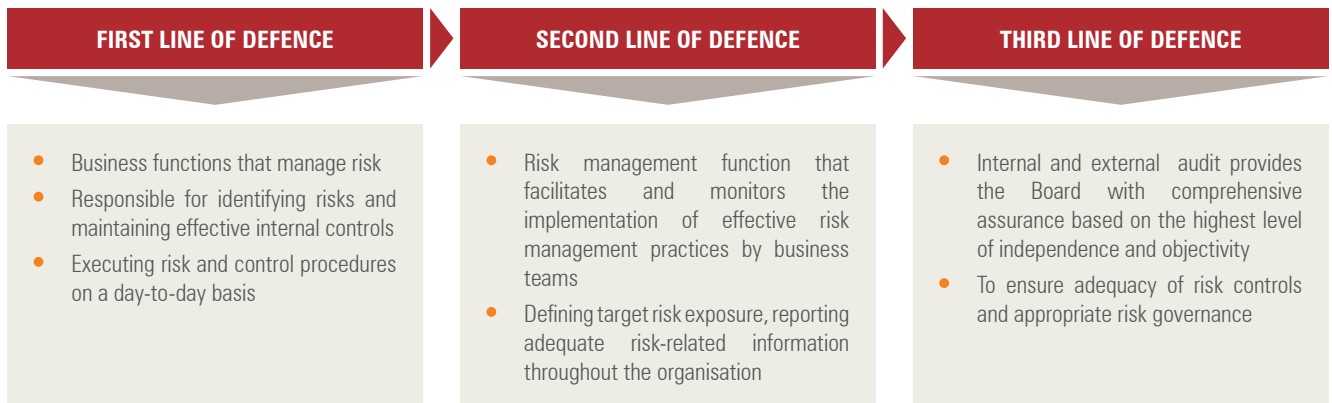 FIRST LINE OF DEFENCE
• Business functions that manage risk
• Responsible for identifying risks and
maintaining effective internal controls
• Executing risk and control procedures
on a day-to-day basis
SECOND LINE OF DEFENCE
• Risk management function that
facilitates and monitors the
implementation of effective risk
management practices by business
teams
• Defining target risk exposure, reporting
adequate risk-related information
throughout the organisation
THIRD LINE OF DEFENCE
• Internal and external audit provides
the Board with comprehensive
assurance based on the highest level
of independence and objectivity
• To ensure adequacy of risk controls
and appropriate risk governance